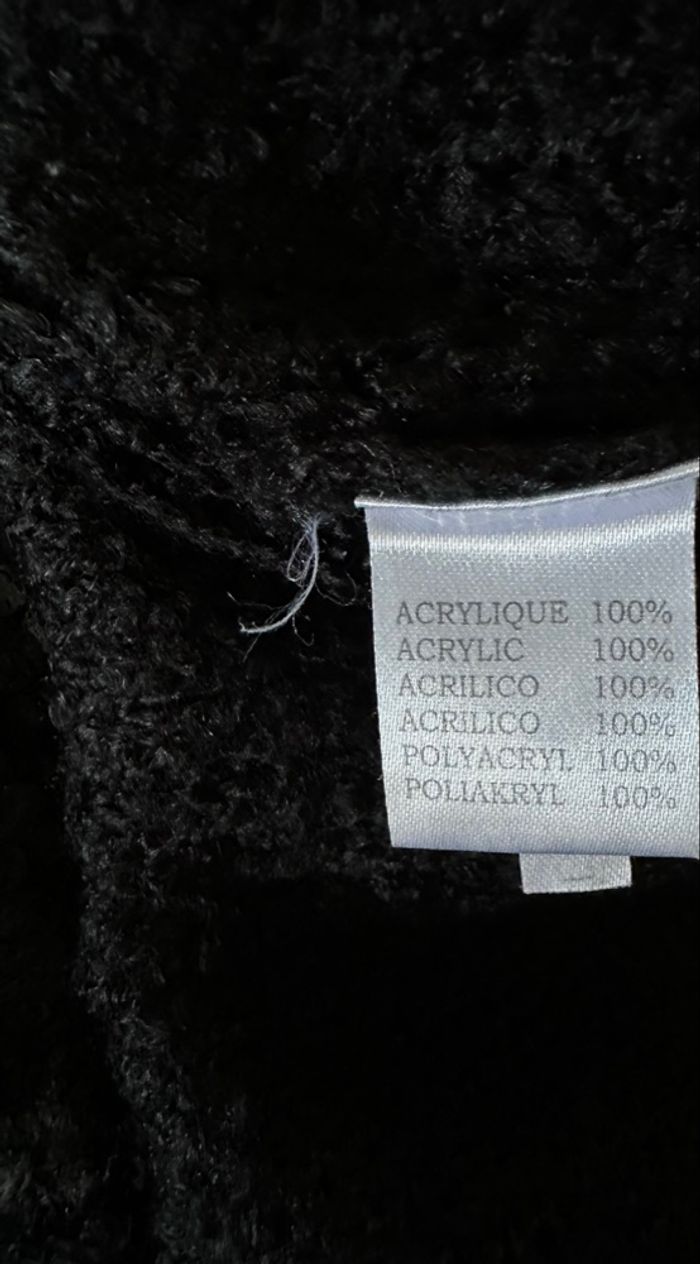 ACRYLIQUE 100%
ACRYLIC 100%
ACRILICO 100%
ACRILICO 100%
POLYACRYL 100%
POLIAKRYL 100%